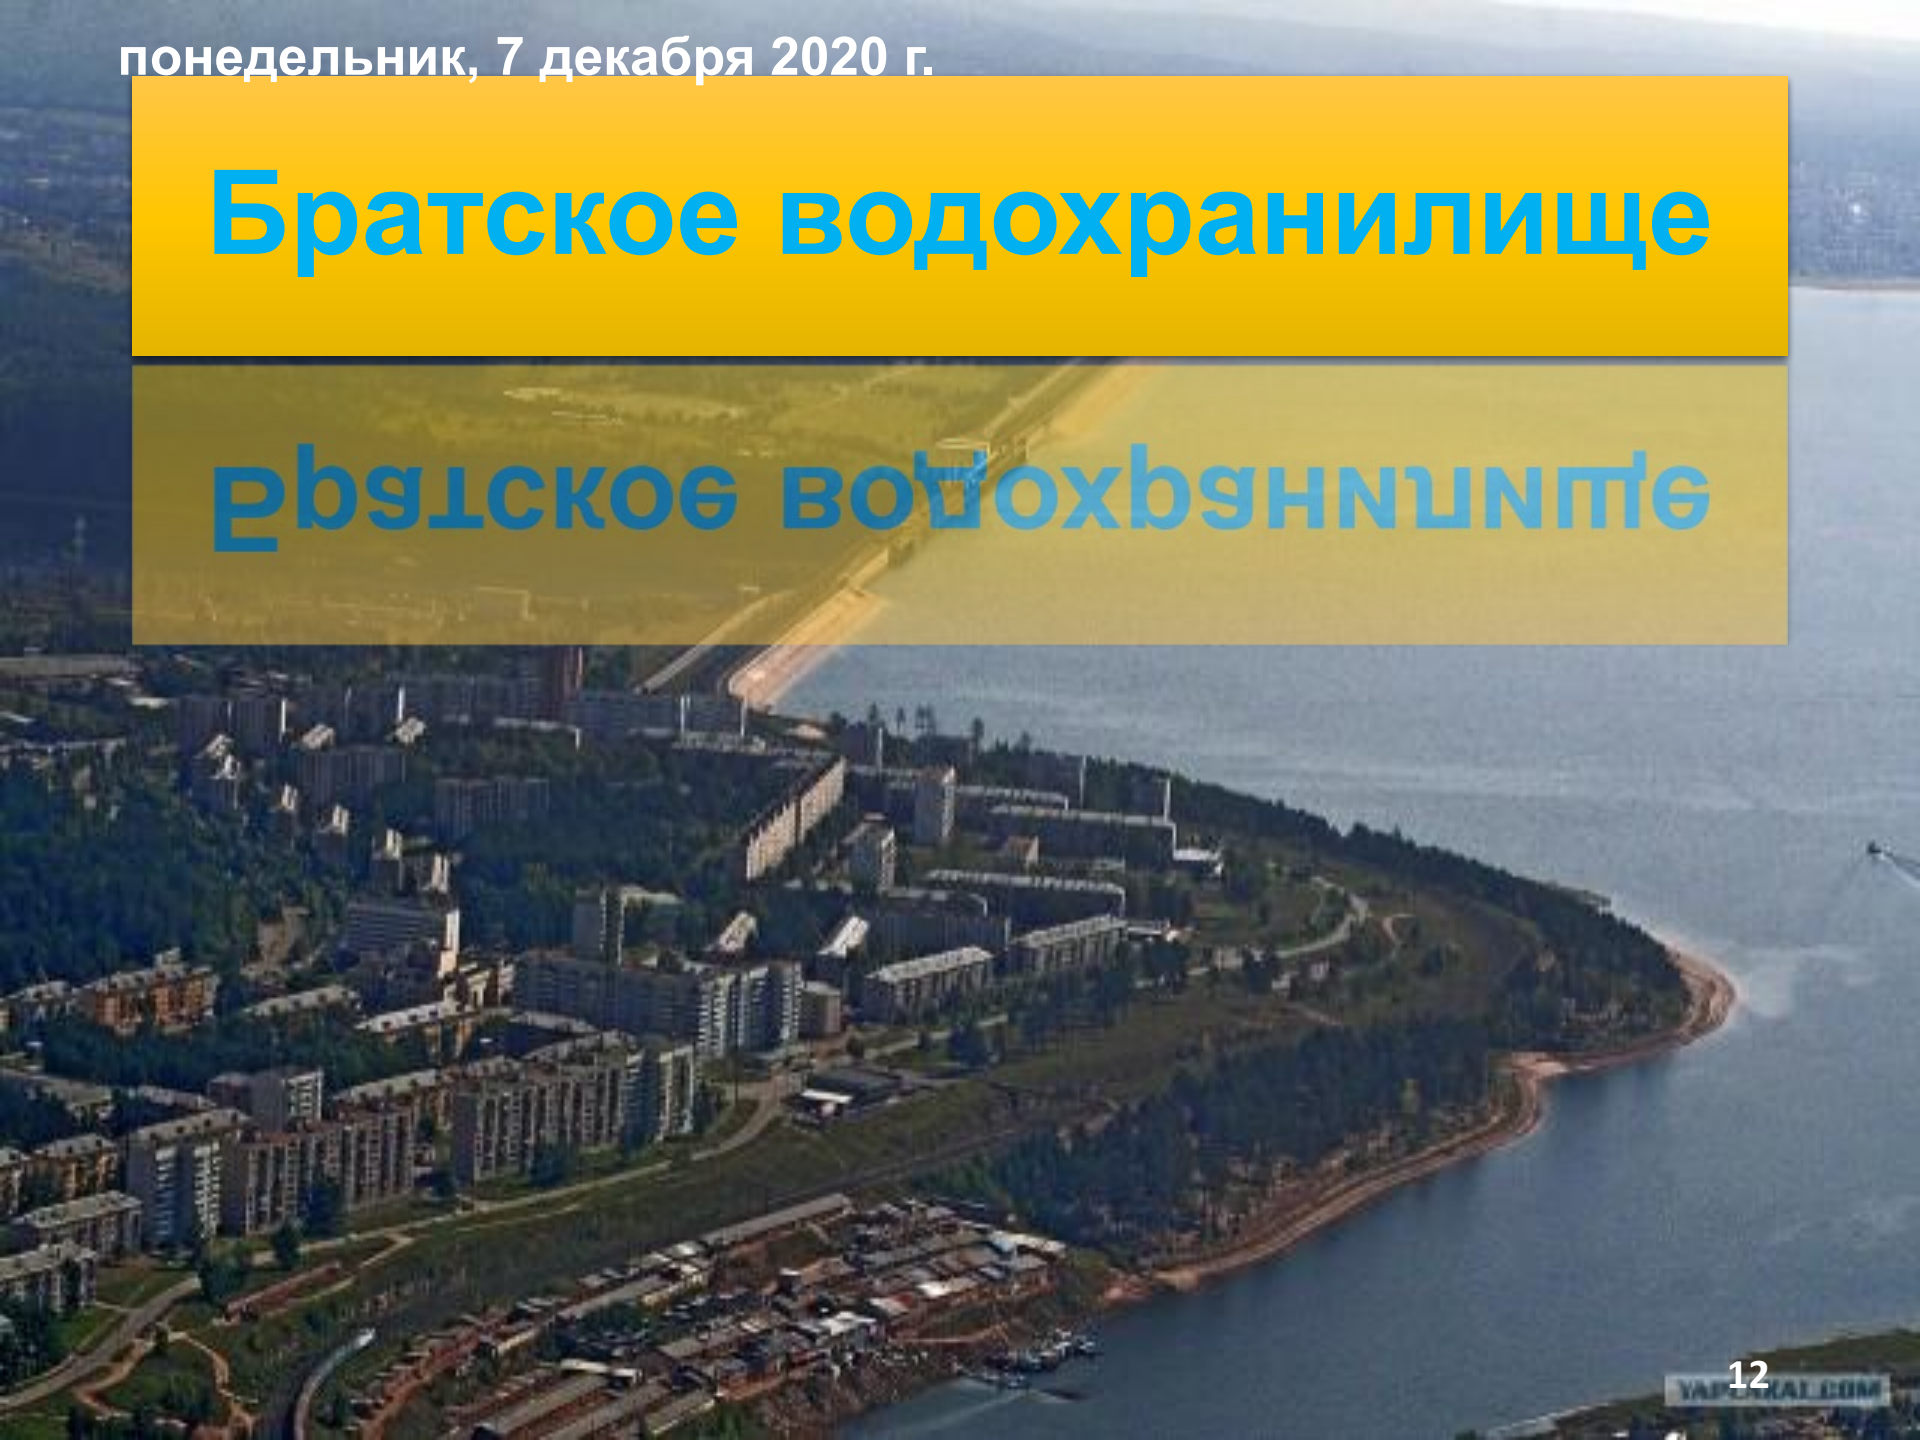 понедельник, 7 декабря 2020 г.
Братское водохранилище
Братское водохранилище
12